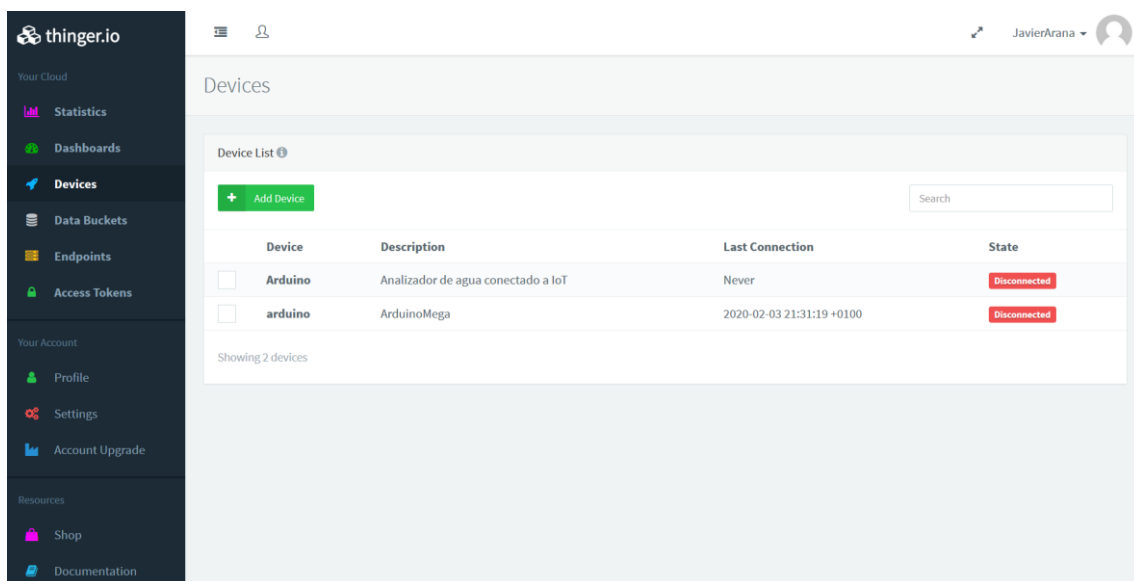 thinger.io
JavierArana
Your Cloud
Statistics
Dashboards
Devices
Data Buckets
Endpoints
Access Tokens
Your Account
Profile
Settings
Account Upgrade
Resources
Shop
Documentation
Devices
Device List
+ Add Device
Search
Device Description Last Connection State
Arduino Analizador de agua conectado a IoT Never Disconnected
arduino ArduinoMega 2020-02-03 21:31:19 +0100 Disconnected
Showing 2 devices